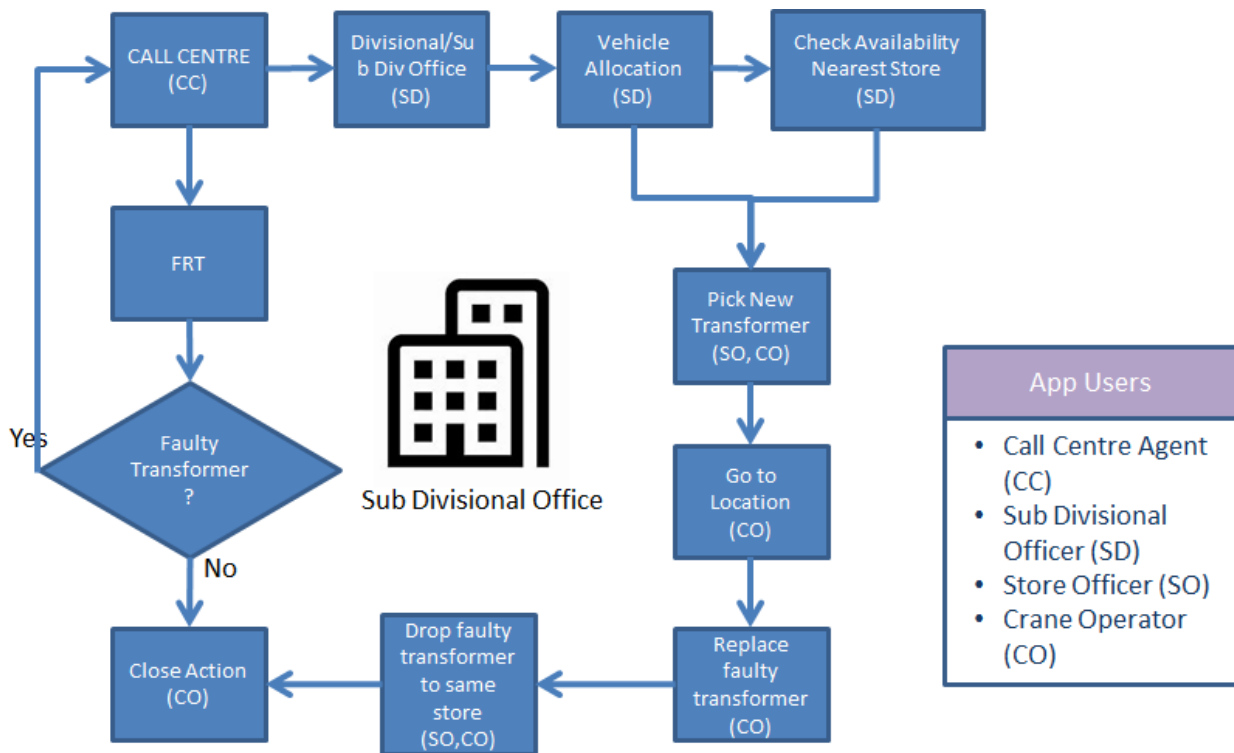 CALL CENTRE
(CC)
Divisional/Su
b Div Office
(SD)
Vehicle
Allocation
(SD)
Check Availability
Nearest Store
(SD)
FRT
Pick New
Transformer
(SO, CO)
App Users
Yes
Faulty
Transformer
?
Sub Divisional Office
Go to
Location
(CO)
• Call Centre Agent
(CC)
• Sub Divisional
Officer (SD)
• Store Officer (SO)
• Crane Operator
(CO)
No
Close Action
(CO)
Drop faulty
transformer
to same
store
(SO,CO)
Replace
faulty
transformer
(CO)